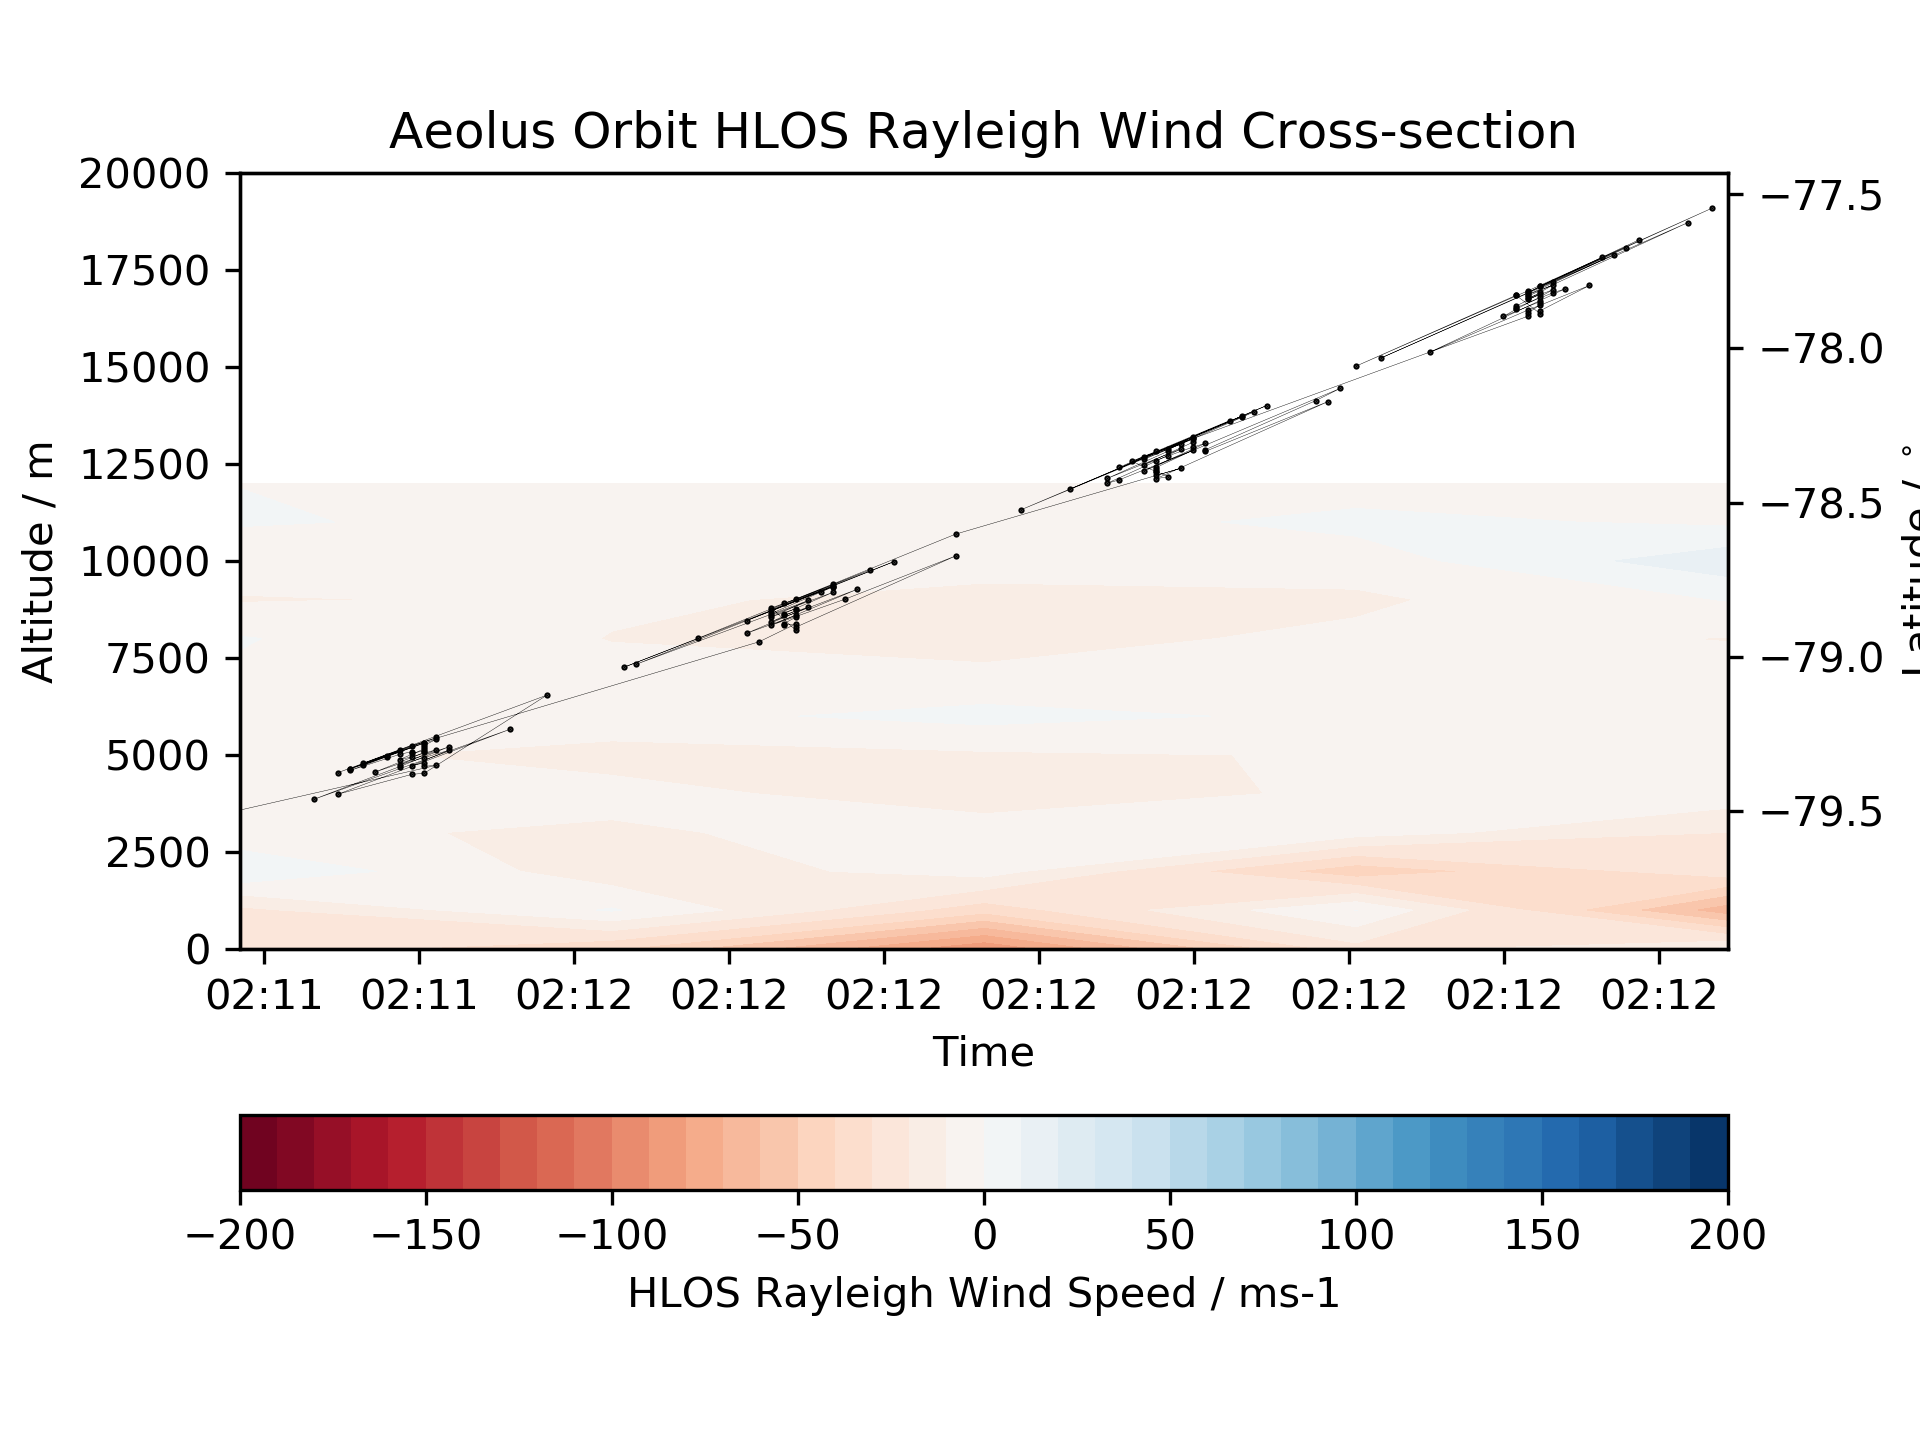 Aeolus Orbit HLOS Rayleigh Wind Cross-section
20000
17500
15000
12500
10000
7500
5000
2500
0
Altitude / m
−77.5
−78.0
−78.5
−79.0
−79.5
Latitude / °
02:11 02:11 02:12 02:12 02:12 02:12 02:12 02:12 02:12 02:12
Time
−200 −150 −100 −50 0 50 100 150 200
HLOS Rayleigh Wind Speed / ms-1